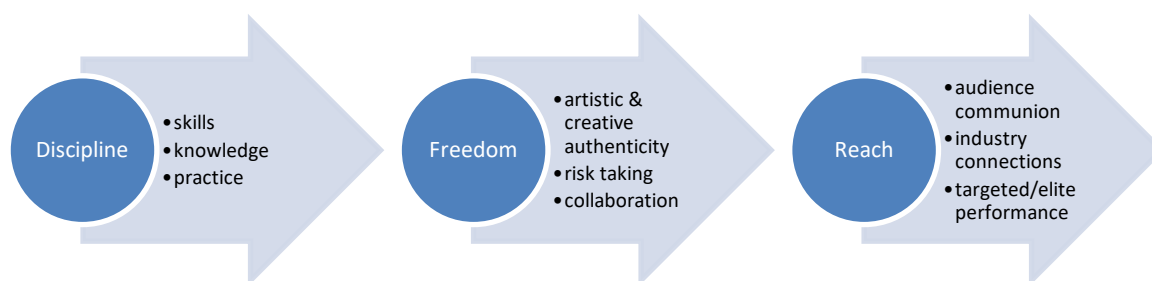 Discipline
•skills
•knowledge
•practice
Freedom
•artistic &
creative
authenticity
•risk taking
•collaboration
Reach
•audience
communion
•industry
connections
•targeted/elite
performance